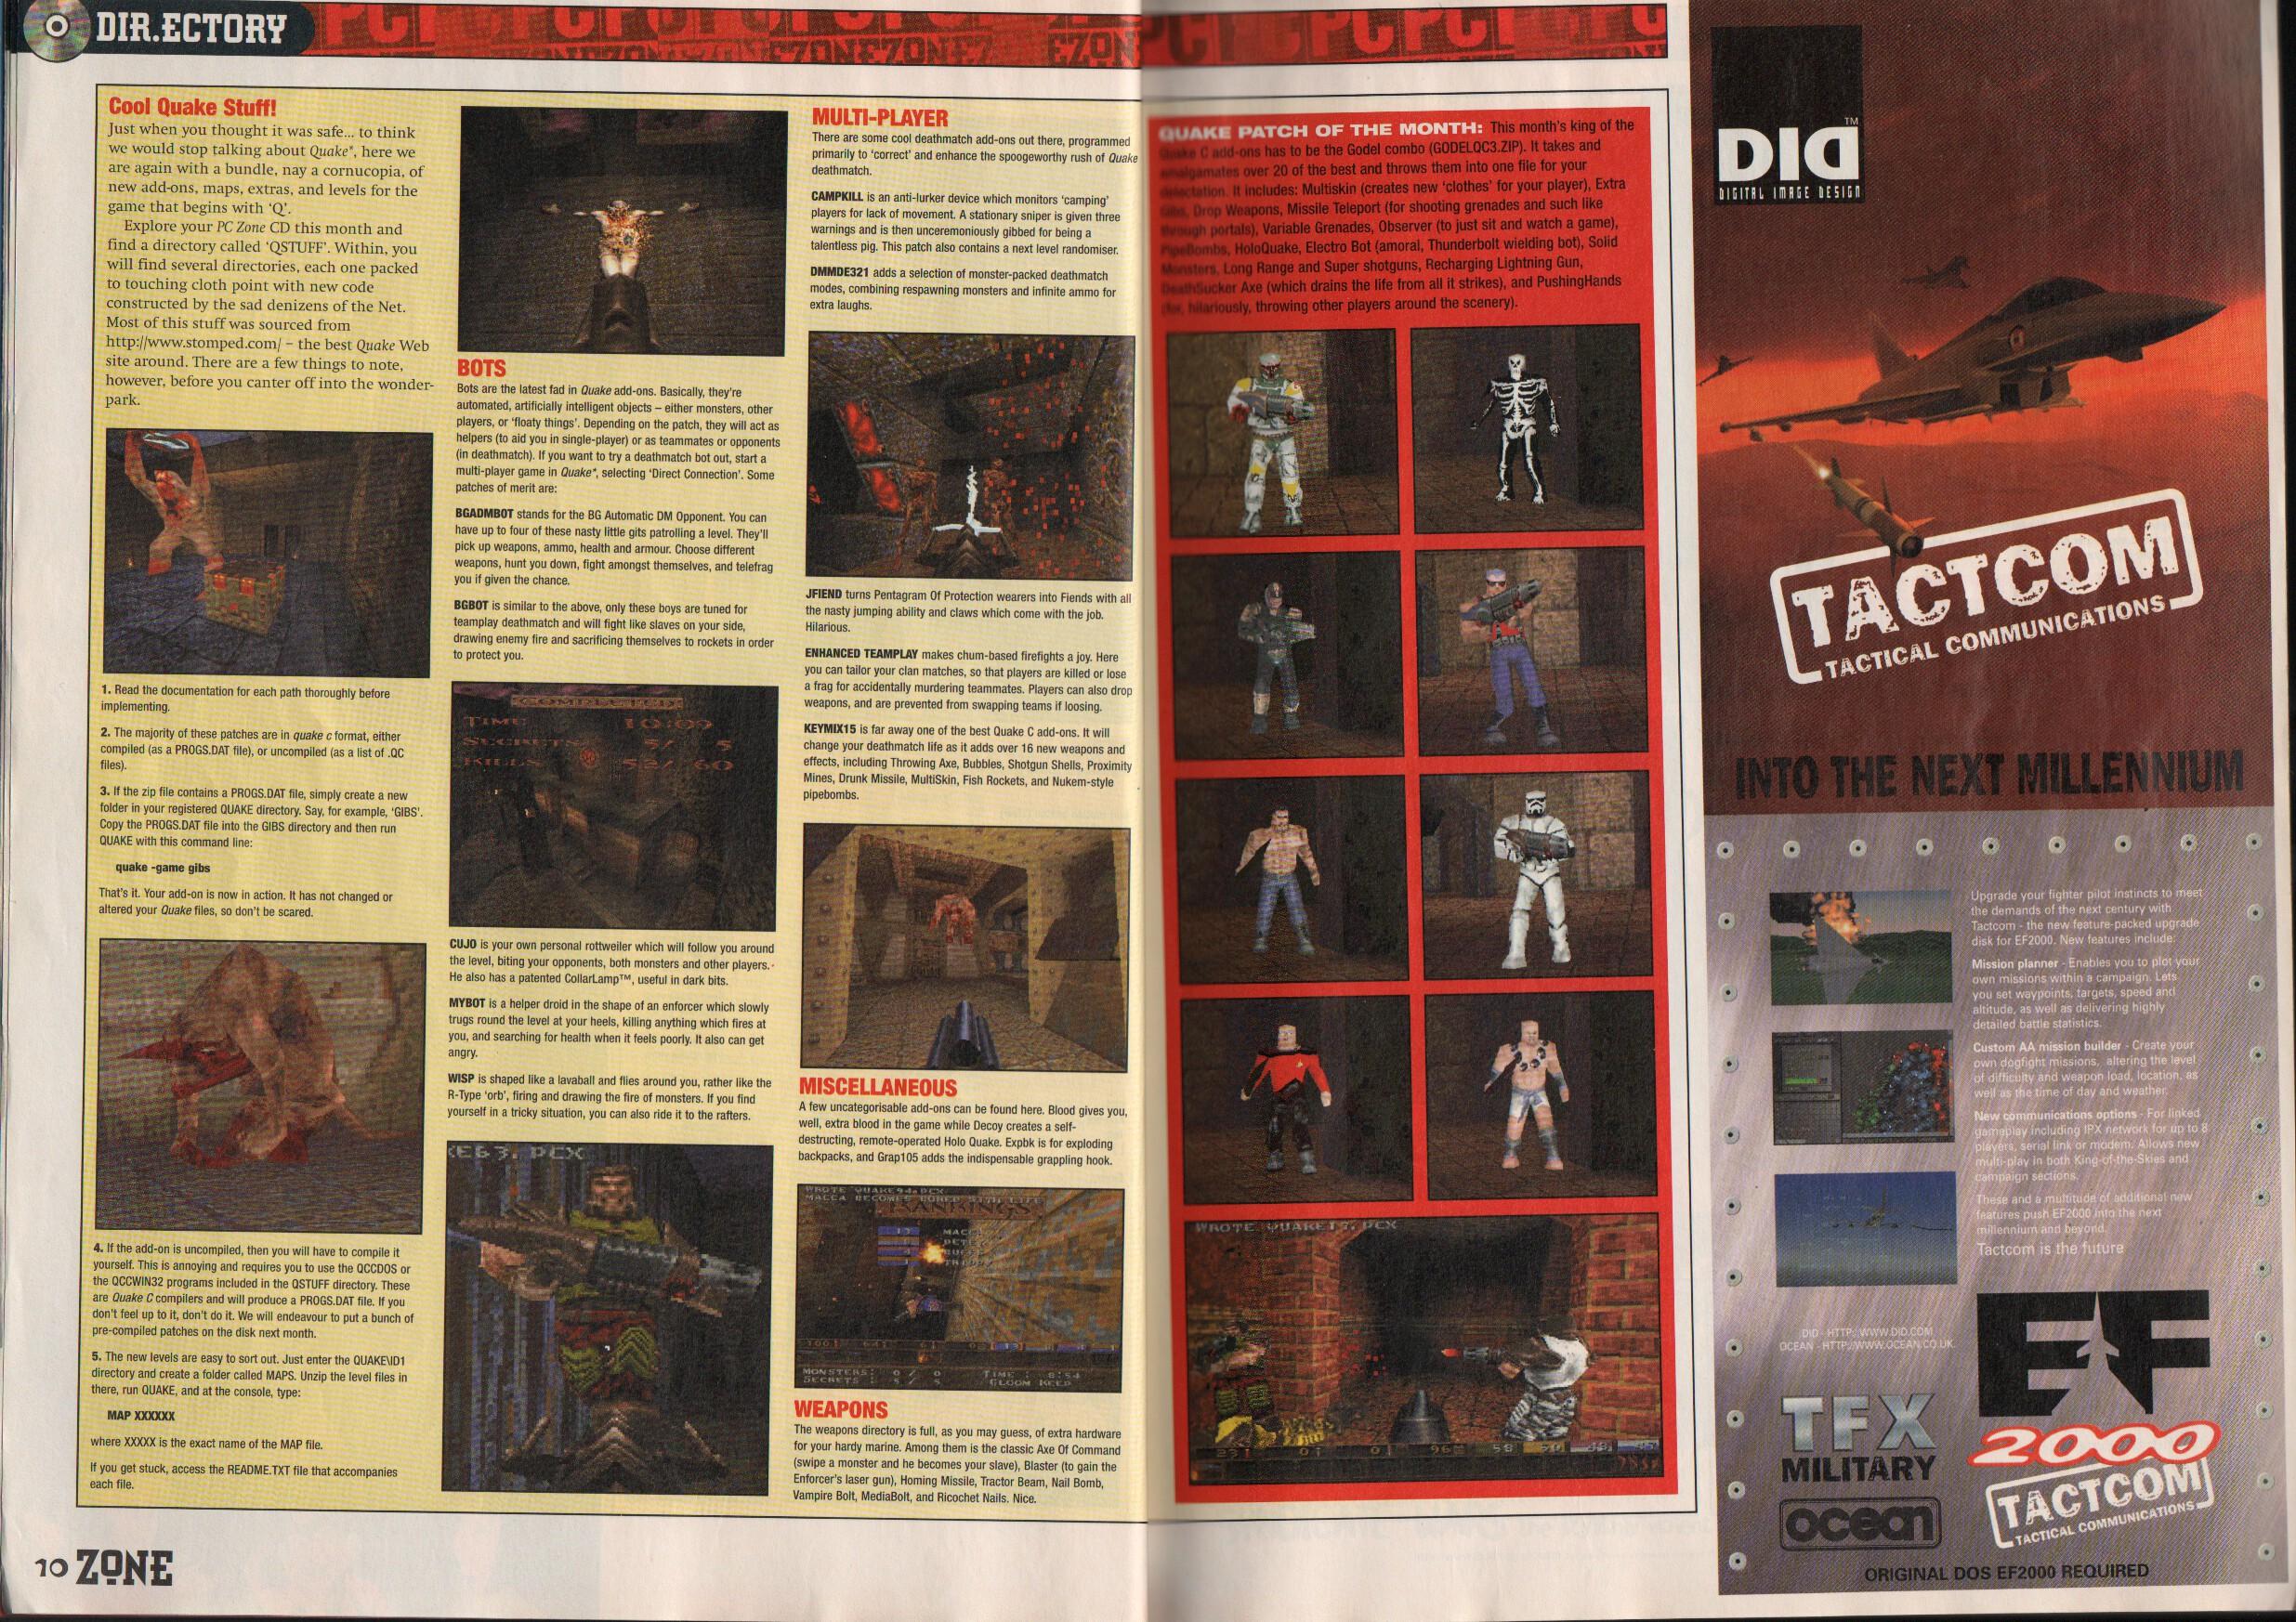 DIR.ECTORY
Cool Quake Stuff!
Just when you thought it was safe... to think
we would stop talking about Quake*, here we
are again with a bundle, nay a cornucopia, of
new add-ons, maps, extras, and levels for the
game that begins with 'Q'.
Explore your PC Zone CD this month and
find a directory called 'QSTUFF'. Within, you
will find several directories, each one packed
to touching cloth point with new code
constructed by the sad denizens of the Net.
Most of this stuff was sourced from
http://www.stomped.com/ – the best Quake Web
site around. There are a few things to note,
however, before you canter off into the wonder-
park.
1. Read the documentation for each path thoroughly before
implementing.
2. The majority of these patches are in quake c format, either
compiled (as a PROGS.DAT file), or uncompiled (as a list of .QC
files).
3. If the zip file contains a PROGS.DAT file, simply create a new
folder in your registered QUAKE directory. Say, for example, 'GIBS'.
Copy the PROGS.DAT file into the GIBS directory and then run
QUAKE with this command line:
quake -game gibs
That's it. Your add-on is now in action. It has not changed or
altered your Quake files, so don't be scared.
4. If the add-on is uncompiled, then you will have to compile it
yourself. This is annoying and requires you to use the QCCDOS or
the QCCWIN32 programs included in the QSTUFF directory. These
are Quake C compilers and will produce a PROGS.DAT file. If you
don't feel up to it, don't do it. We will endeavour to put a bunch of
pre-compiled patches on the disk next month.
5. The new levels are easy to sort out. Just enter the QUAKE\ID1
directory and create a folder called MAPS. Unzip the level files in
there, run QUAKE, and at the console, type:
MAP XXXXXX
where XXXXX is the exact name of the MAP file.
If you get stuck, access the README.TXT file that accompanies
each file.
BOTS
Bots are the latest fad in Quake add-ons. Basically, they're
automated, artificially intelligent objects – either monsters, other
players, or 'floaty things'. Depending on the patch, they will act as
helpers (to aid you in single-player) or as teammates or opponents
(in deathmatch). If you want to try a deathmatch bot out, start a
multi-player game in Quake*, selecting 'Direct Connection'. Some
patches of merit are:
BGADMBOT stands for the BG Automatic DM Opponent. You can
have up to four of these nasty little gits patrolling a level. They'll
pick up weapons, ammo, health and armour. Choose different
weapons, hunt you down, fight amongst themselves, and telefrag
you if given the chance.
BGBOT is similar to the above, only these boys are tuned for
teamplay deathmatch and will fight like slaves on your side,
drawing enemy fire and sacrificing themselves to rockets in order
to protect you.
COMPLETED
TIME 10:09
SECRETS 5/ 5
KILLS 52/ 60
CUJO is your own personal rottweiler which will follow you around
the level, biting your opponents, both monsters and other players.
He also has a patented CollarLamp™, useful in dark bits.
MYBOT is a helper droid in the shape of an enforcer which slowly
trugs round the level at your heels, killing anything which fires at
you, and searching for health when it feels poorly. It also can get
angry.
WISP is shaped like a lavaball and flies around you, rather like the
R-Type 'orb', firing and drawing the fire of monsters. If you find
yourself in a tricky situation, you can also ride it to the rafters.
KE63.PCX
MULTI-PLAYER
There are some cool deathmatch add-ons out there, programmed
primarily to 'correct' and enhance the spoogeworthy rush of Quake
deathmatch.
CAMPKILL is an anti-lurker device which monitors 'camping'
players for lack of movement. A stationary sniper is given three
warnings and is then unceremoniously gibbed for being a
talentless pig. This patch also contains a next level randomiser.
DMMDE321 adds a selection of monster-packed deathmatch
modes, combining respawning monsters and infinite ammo for
extra laughs.
JFIEND turns Pentagram Of Protection wearers into Fiends with all
the nasty jumping ability and claws which come with the job.
Hilarious.
ENHANCED TEAMPLAY makes chum-based firefights a joy. Here
you can tailor your clan matches, so that players are killed or lose
a frag for accidentally murdering teammates. Players can also drop
weapons, and are prevented from swapping teams if loosing.
KEYMIX15 is far away one of the best Quake C add-ons. It will
change your deathmatch life as it adds over 16 new weapons and
effects, including Throwing Axe, Bubbles, Shotgun Shells, Proximity
Mines, Drunk Missile, MultiSkin, Fish Rockets, and Nukem-style
pipebombs.
MISCELLANEOUS
A few uncategorisable add-ons can be found here. Blood gives you,
well, extra blood in the game while Decoy creates a self-
destructing, remote-operated Holo Quake. Expbk is for exploding
backpacks, and Grap105 adds the indispensable grappling hook.
WROTE QUAKE94.PCX
MACCA BECOMES BORED WITH LIFE
RANKINGS
MONSTERS: 0 / 0 TIME : 8:54
SECRETS : 5 / 5 GLOOM KEEP
WEAPONS
The weapons directory is full, as you may guess, of extra hardware
for your hardy marine. Among them is the classic Axe Of Command
(swipe a monster and he becomes your slave), Blaster (to gain the
Enforcer's laser gun), Homing Missile, Tractor Beam, Nail Bomb,
Vampire Bolt, MediaBolt, and Ricochet Nails. Nice.
QUAKE PATCH OF THE MONTH: This month's king of the
Quake C add-ons has to be the Godel combo (GODELQC3.ZIP). It takes and
amalgamates over 20 of the best and throws them into one file for your
delectation. It includes: Multiskin (creates new 'clothes' for your player), Extra
Gibs, Drop Weapons, Missile Teleport (for shooting grenades and such like
through portals), Variable Grenades, Observer (to just sit and watch a game),
PipeBombs, HoloQuake, Electro Bot (amoral, Thunderbolt wielding bot), Solid
Monsters, Long Range and Super shotguns, Recharging Lightning Gun,
DeathSucker Axe (which drains the life from all it strikes), and PushingHands
(for, hilariously, throwing other players around the scenery).
WROTE QUAKE17.PCX
10 ZONE
DID™
DIGITAL IMAGE DESIGN
TACTCOM
TACTICAL COMMUNICATIONS
INTO THE NEXT MILLENNIUM
Upgrade your fighter pilot instincts to meet
the demands of the next century with
Tactcom - the new feature-packed upgrade
disk for EF2000. New features include:
Mission planner - Enables you to plot your
own missions within a campaign. Lets
you set waypoints, targets, speed and
altitude, as well as delivering highly
detailed battle statistics.
Custom AA mission builder - Create your
own dogfight missions, altering the level
of difficulty and weapon load, location, as
well as the time of day and weather.
New communications options - For linked
gameplay including IPX network for up to 8
players, serial link or modem. Allows new
multi-play in both King-of-the-Skies and
campaign sections.
These and a multitude of additional new
features push EF2000 into the next
millennium and beyond.
Tactcom is the future
DID - HTTP://WWW.DID.COM
OCEAN - HTTP://WWW.OCEAN.CO.UK
TFX
MILITARY
ocean
EF
2000
TACTCOM
TACTICAL COMMUNICATIONS
ORIGINAL DOS EF2000 REQUIRED